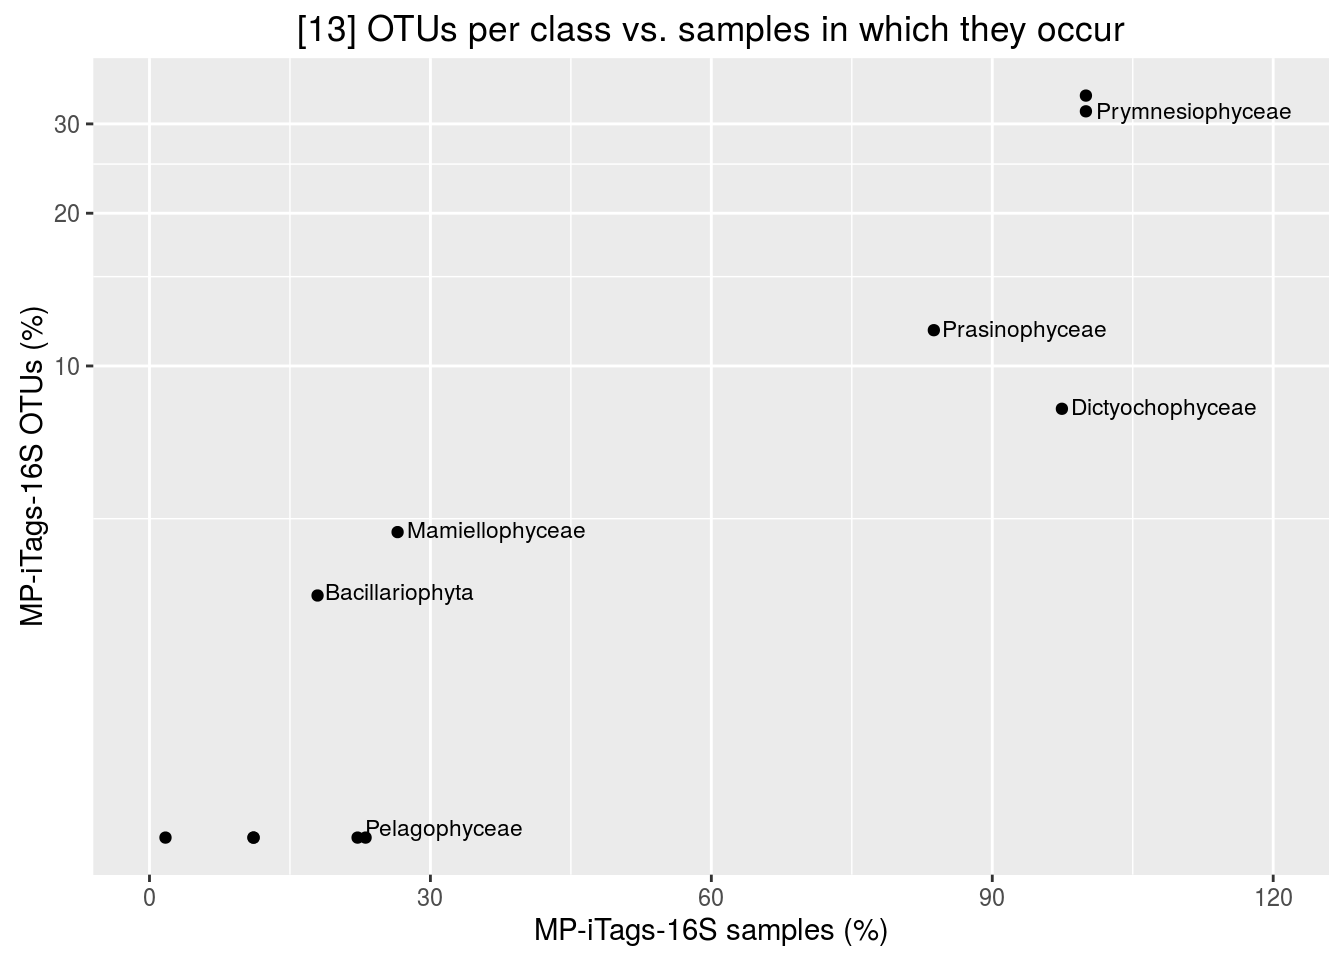 [13] OTUs per class vs. samples in which they occur
30
20
10
MP-iTags-16S OTUs (%)
Prymnesiophyceae
Prasinophyceae
Dictyochophyceae
Mamiellophyceae
Bacillariophyta
Pelagophyceae
0 30 60 90 120
MP-iTags-16S samples (%)